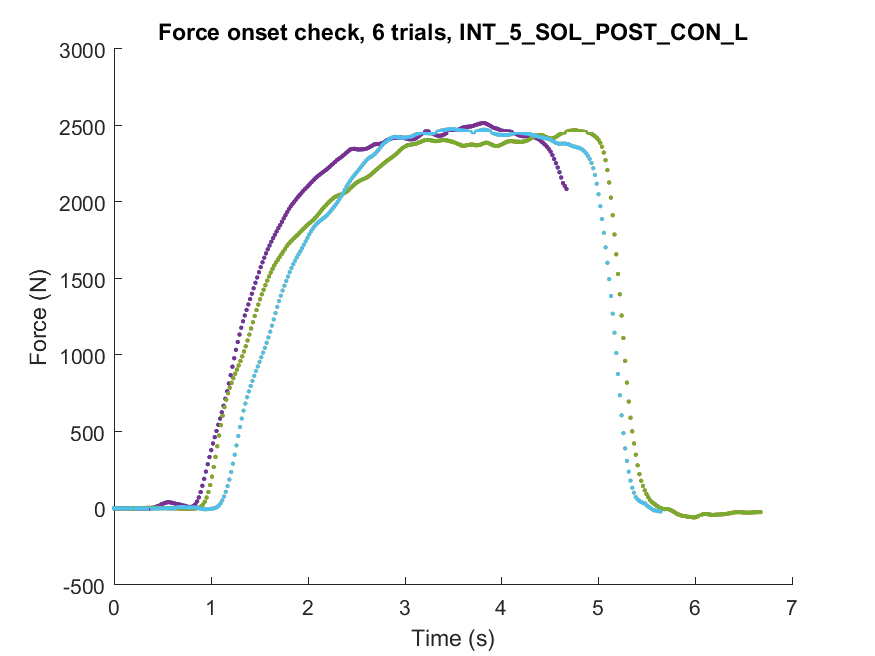 Force onset check, 6 trials, INT_5_SOL_POST_CON_L
3000
2500
2000
1500
1000
500
0
-500
Force (N)
0 1 2 3 4 5 6 7
Time (s)